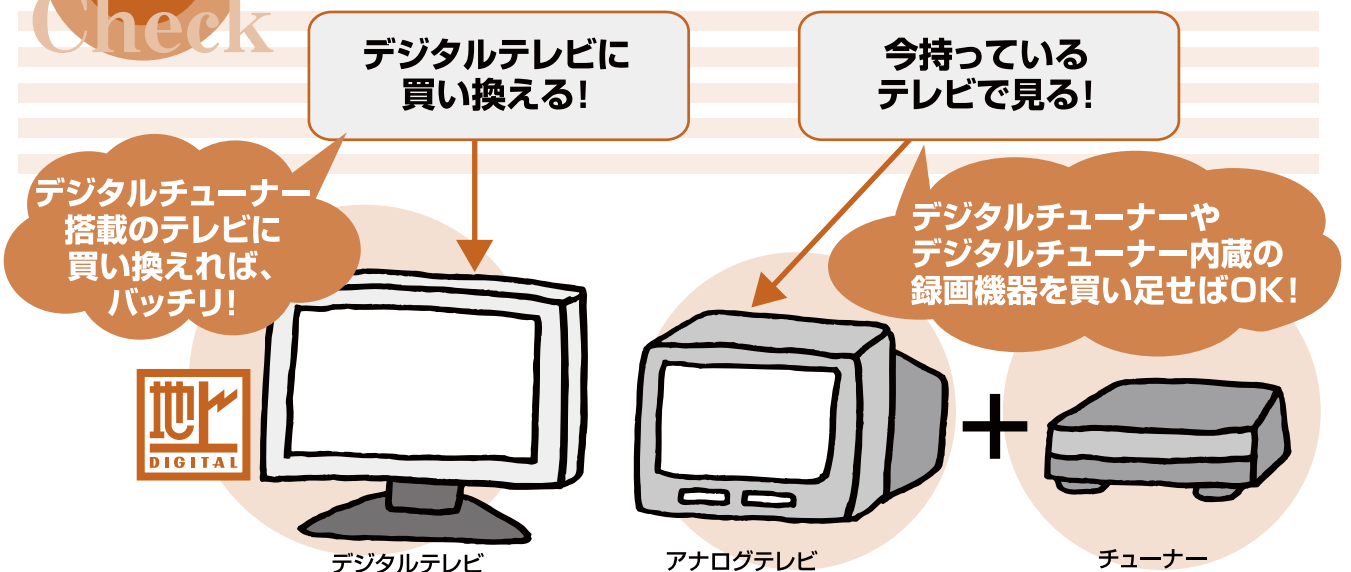 Check
デジタルテレビに
買い換える!
今持っている
テレビで見る!
デジタルチューナー
搭載のテレビに
買い換えれば、
バッチリ!
デジタルチューナーや
デジタルチューナー内蔵の
録画機器を買い足せばOK!
地上
DIGITAL
+
デジタルテレビ
アナログテレビ
チューナー